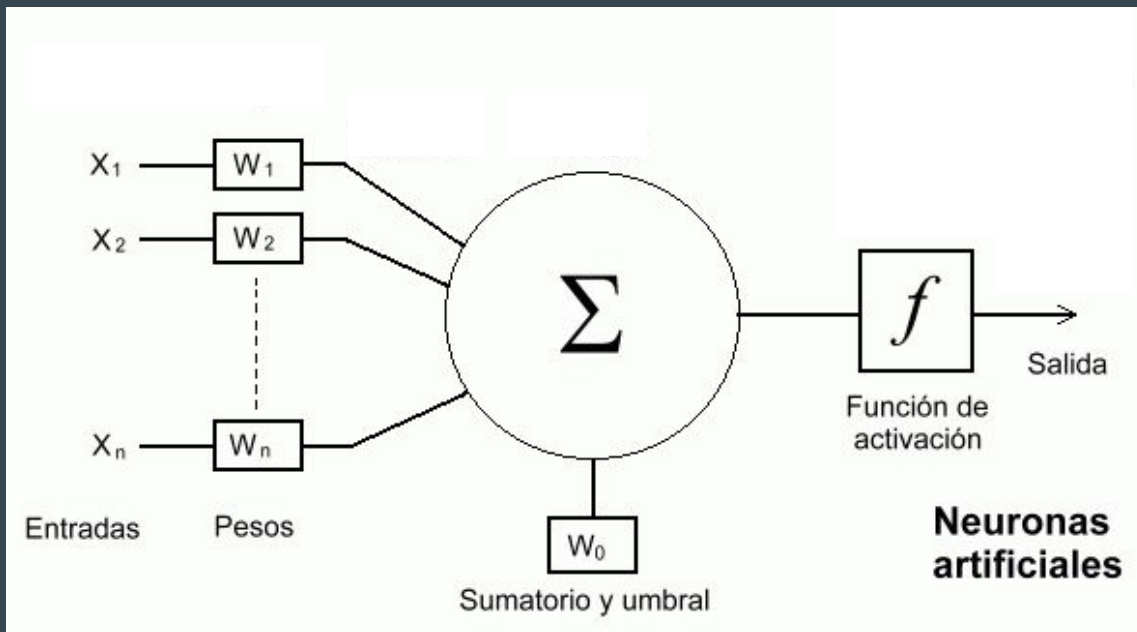 X₁ W₁
X₂ W₂
Σ
f
Salida
Función de
activación
Xₙ Wₙ
Entradas Pesos
W₀
Sumatorio y umbral
Neuronas
artificiales